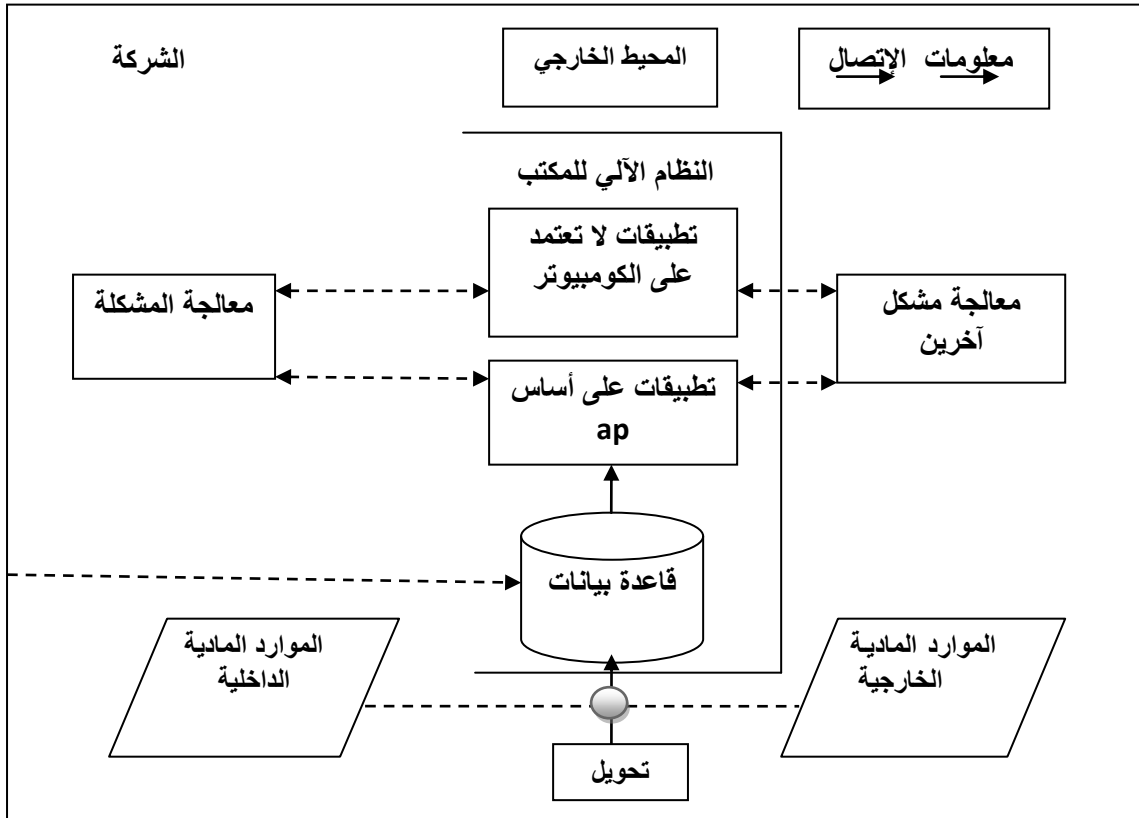 معلومات الإتصال
المحيط الخارجي
الشركة
النظام الآلي للمكتب
تطبيقات لا تعتمد
على الكومبيوتر
معالجة مشكل
آخرين
معالجة المشكلة
تطبيقات على أساس
ap
قاعدة بيانات
الموارد المادية
الخارجية
الموارد المادية
الداخلية
تحويل